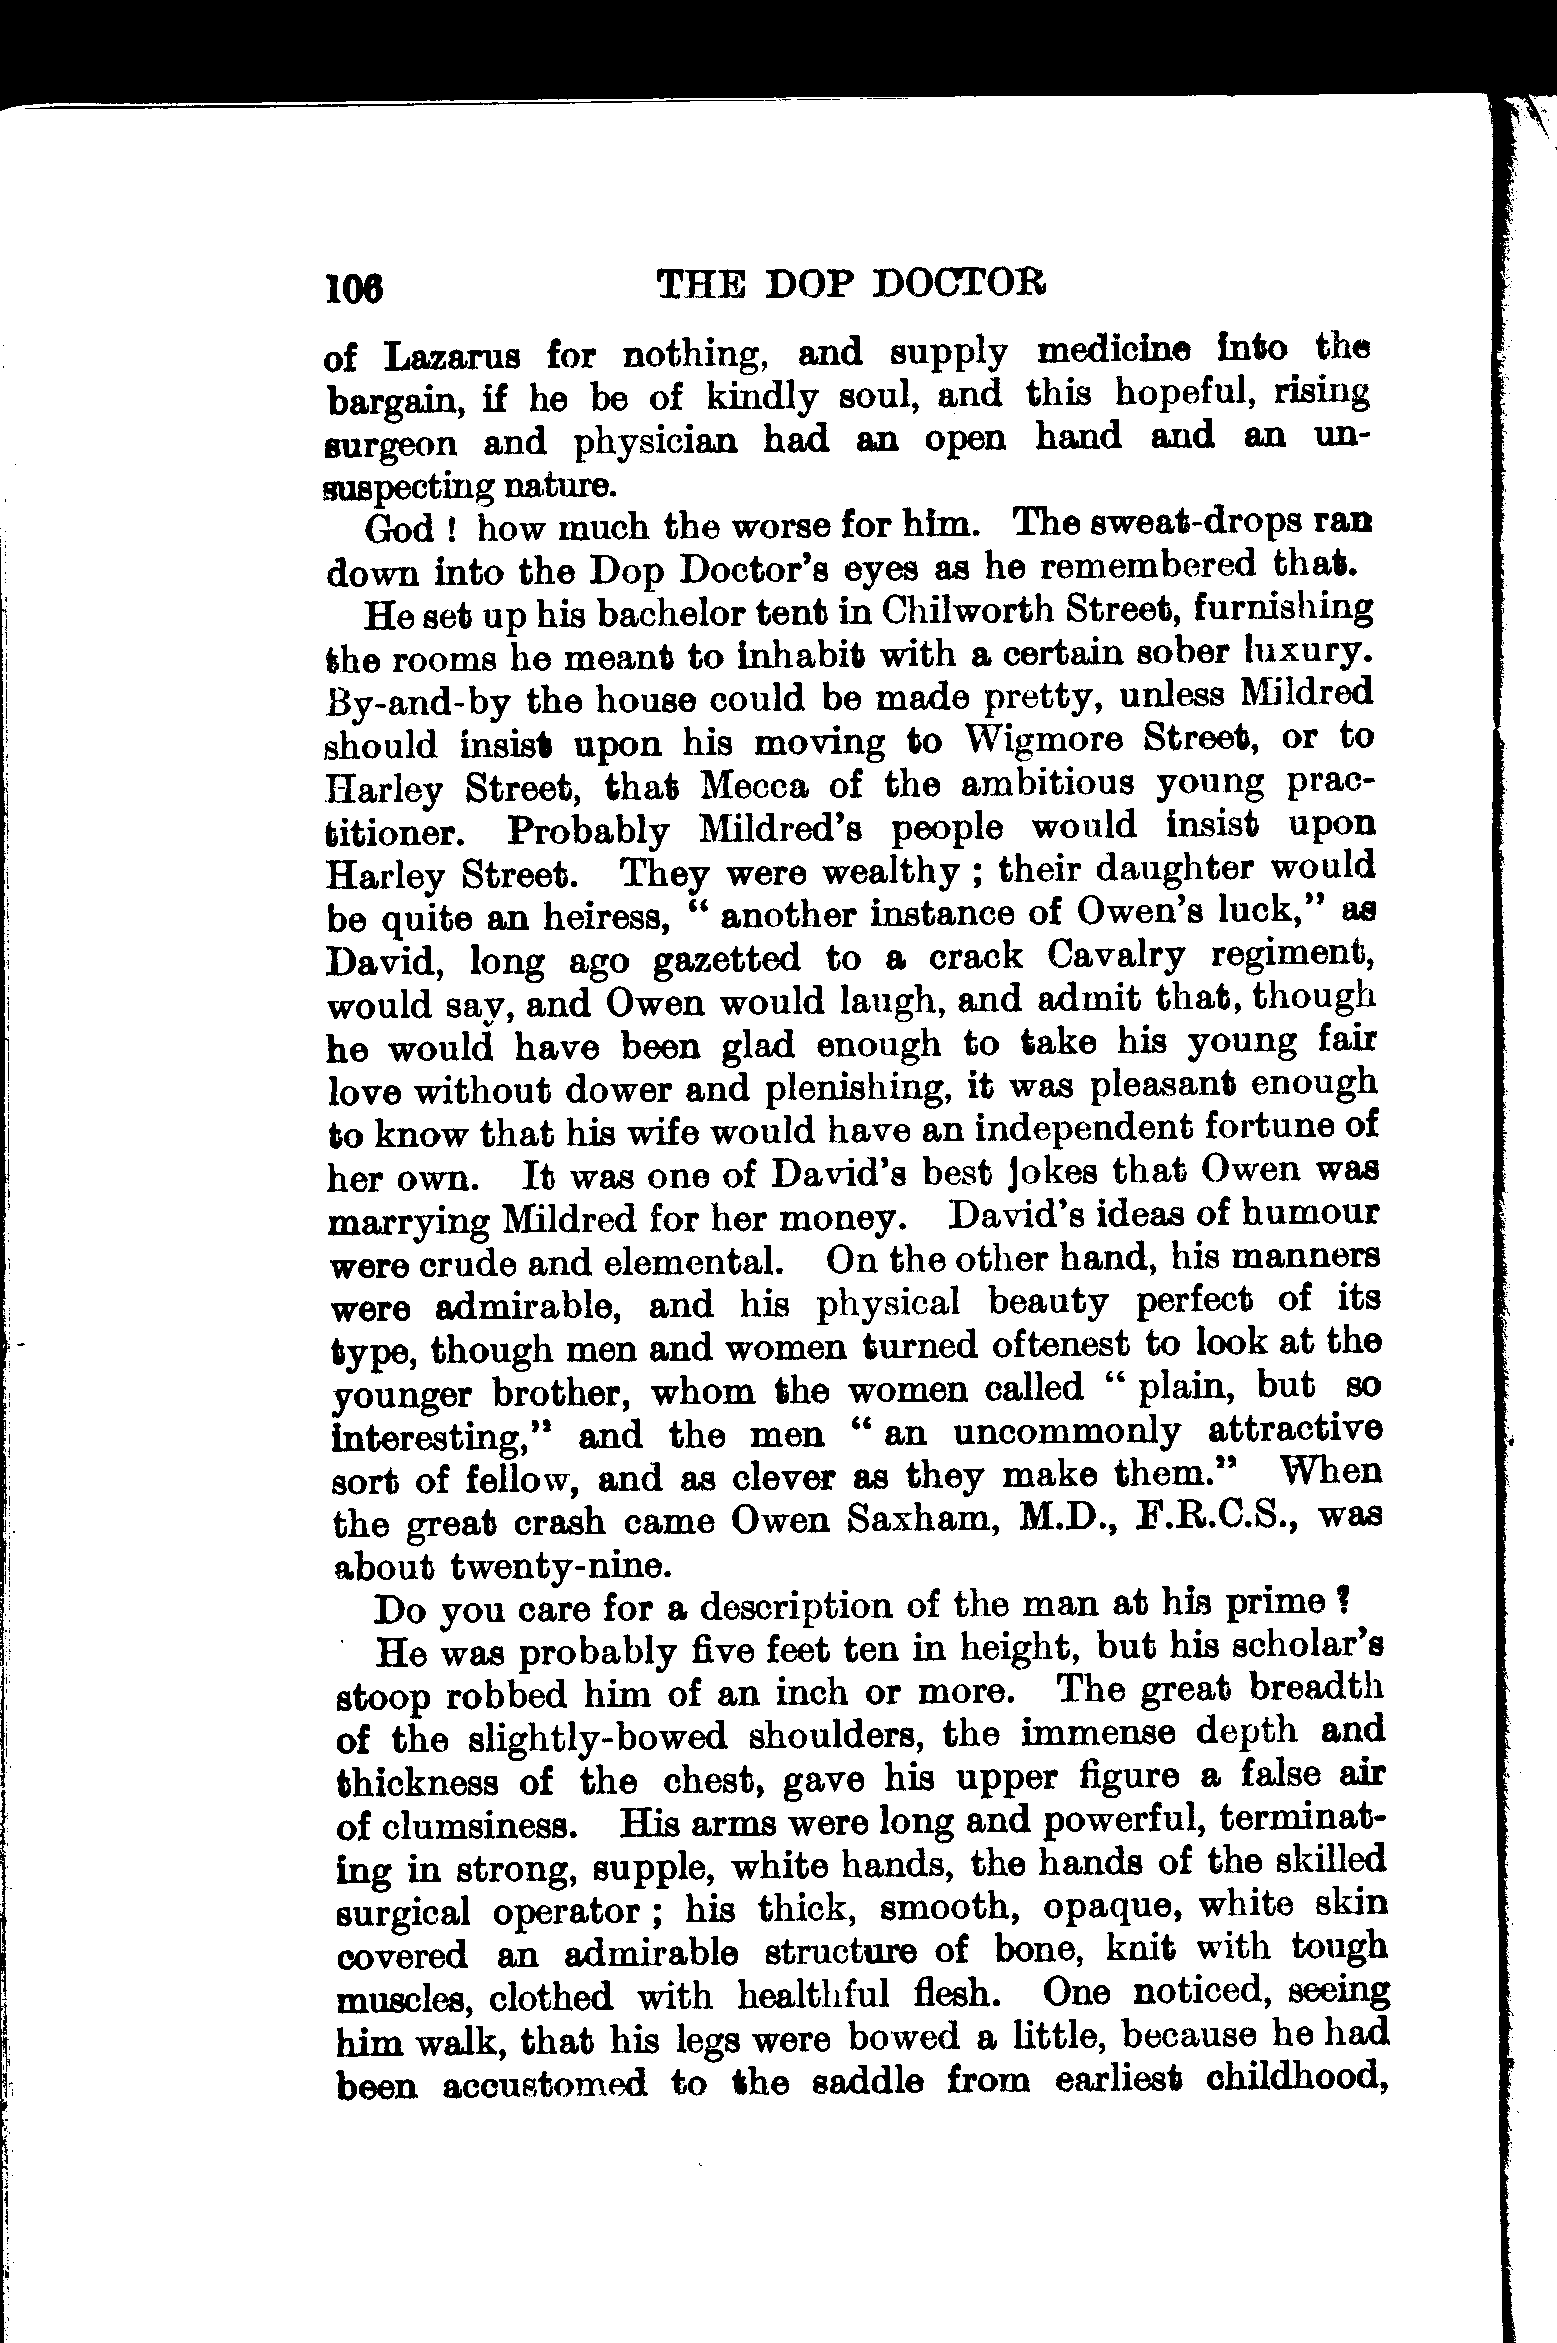 106 THE DOP DOCTOR
of Lazarus for nothing, and supply medicine into the
bargain, if he be of kindly soul, and this hopeful, rising
surgeon and physician had an open hand and an un-
suspecting nature.
God ! how much the worse for him. The sweat-drops ran
down into the Dop Doctor's eyes as he remembered that.
He set up his bachelor tent in Chilworth Street, furnishing
the rooms he meant to inhabit with a certain sober luxury.
By-and-by the house could be made pretty, unless Mildred
should insist upon his moving to Wigmore Street, or to
Harley Street, that Mecca of the ambitious young prac-
titioner. Probably Mildred's people would insist upon
Harley Street. They were wealthy ; their daughter would
be quite an heiress, " another instance of Owen's luck," as
David, long ago gazetted to a crack Cavalry regiment,
would say, and Owen would laugh, and admit that, though
he would have been glad enough to take his young fair
love without dower and plenishing, it was pleasant enough
to know that his wife would have an independent fortune of
her own. It was one of David's best jokes that Owen was
marrying Mildred for her money. David's ideas of humour
were crude and elemental. On the other hand, his manners
were admirable, and his physical beauty perfect of its
type, though men and women turned oftenest to look at the
younger brother, whom the women called " plain, but so
interesting," and the men " an uncommonly attractive
sort of fellow, and as clever as they make them." When
the great crash came Owen Saxham, M.D., F.R.C.S., was
about twenty-nine.
Do you care for a description of the man at his prime ?
He was probably five feet ten in height, but his scholar's
stoop robbed him of an inch or more. The great breadth
of the slightly-bowed shoulders, the immense depth and
thickness of the chest, gave his upper figure a false air
of clumsiness. His arms were long and powerful, terminat-
ing in strong, supple, white hands, the hands of the skilled
surgical operator ; his thick, smooth, opaque, white skin
covered an admirable structure of bone, knit with tough
muscles, clothed with healthful flesh. One noticed, seeing
him walk, that his legs were bowed a little, because he had
been accustomed to the saddle from earliest childhood,